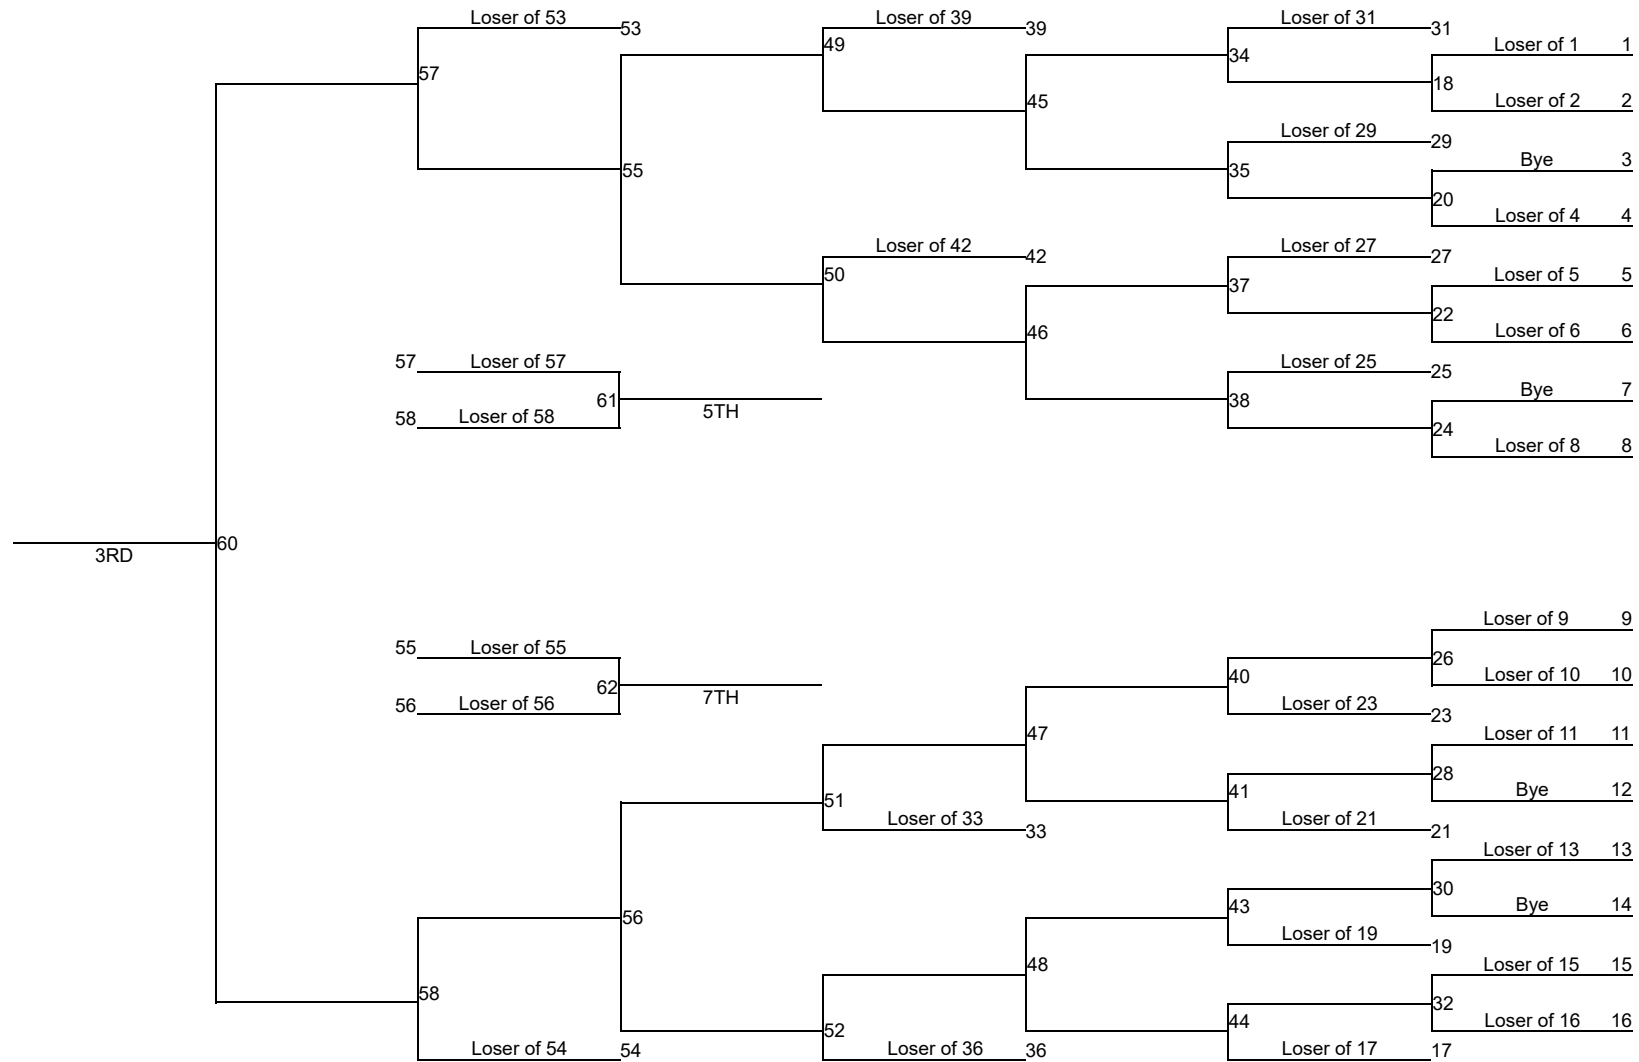 Loser of 53 53 Loser of 39 39 Loser of 31 31
49 Loser of 1 1
34
57 18
45 Loser of 2 2
Loser of 29 29
Bye 3
55 35
20
Loser of 4 4
Loser of 42 42 Loser of 27 27
50 Loser of 5 5
37
22
46 Loser of 6 6
57 Loser of 57 Loser of 25 25
Bye 7
61 5TH 38
58 Loser of 58
24
Loser of 8 8
60
3RD
Loser of 9 9
55 Loser of 55
26
40 Loser of 10 10
62 7TH
56 Loser of 56 Loser of 23 23
47 Loser of 11 11
28
41 Bye 12
51
Loser of 33 33 Loser of 21 21
Loser of 13 13
30
43 Bye 14
56
Loser of 19 19
48 Loser of 15 15
58
32
44 Loser of 16 16
52
Loser of 54 54 Loser of 36 36 Loser of 17 17